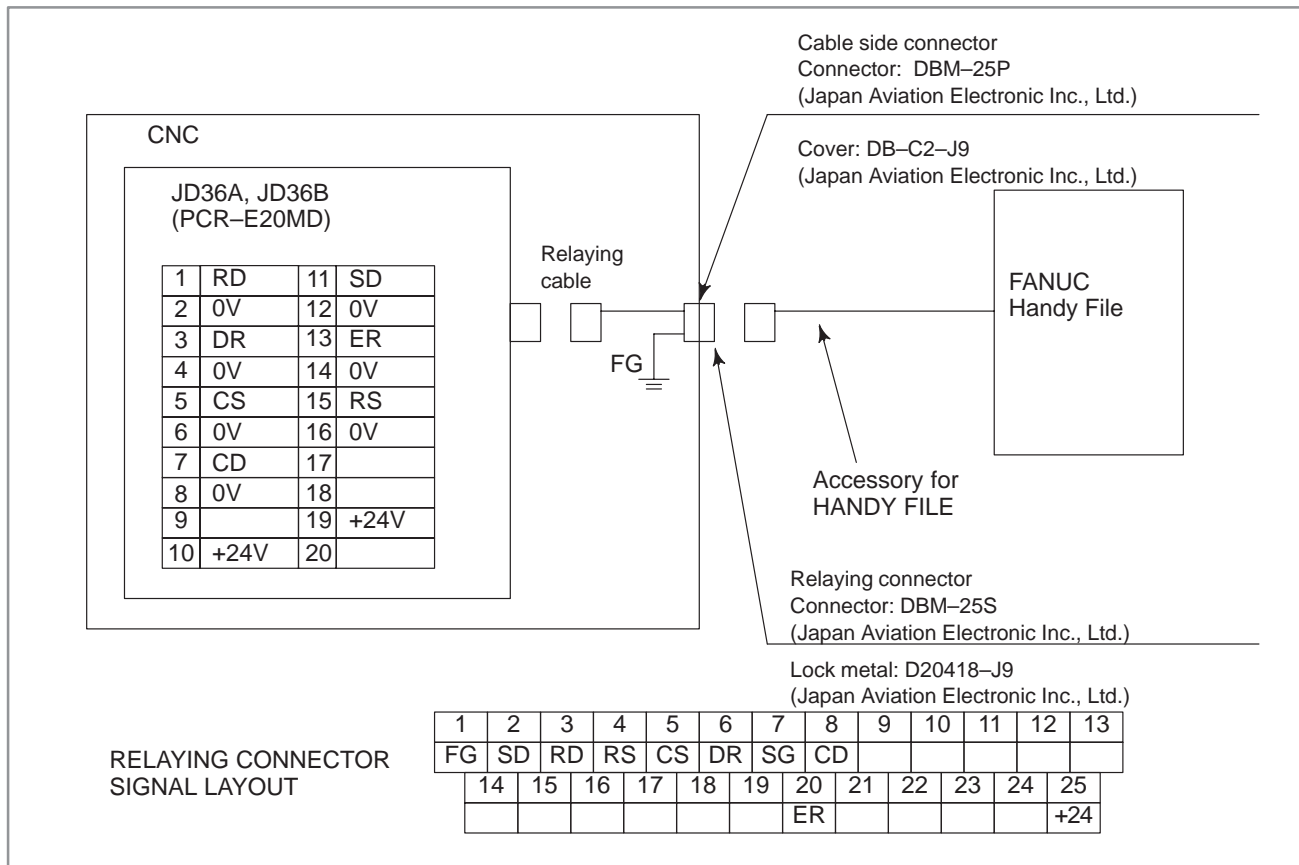 Cable side connector
Connector: DBM–25P
(Japan Aviation Electronic Inc., Ltd.)
Cover: DB–C2–J9
(Japan Aviation Electronic Inc., Ltd.)
CNC
JD36A, JD36B
(PCR–E20MD)
1 RD 11 SD
2 0V 12 0V
3 DR 13 ER
4 0V 14 0V
5 CS 15 RS
6 0V 16 0V
7 CD 17
8 0V 18
9 19 +24V
10 +24V 20
Relaying
cable
FG
FANUC
Handy File
Accessory for
HANDY FILE
Relaying connector
Connector: DBM–25S
(Japan Aviation Electronic Inc., Ltd.)
Lock metal: D20418–J9
(Japan Aviation Electronic Inc., Ltd.)
RELAYING CONNECTOR
SIGNAL LAYOUT
1 2 3 4 5 6 7 8 9 10 11 12 13
FG SD RD RS CS DR SG CD
14 15 16 17 18 19 20 21 22 23 24 25
ER +24